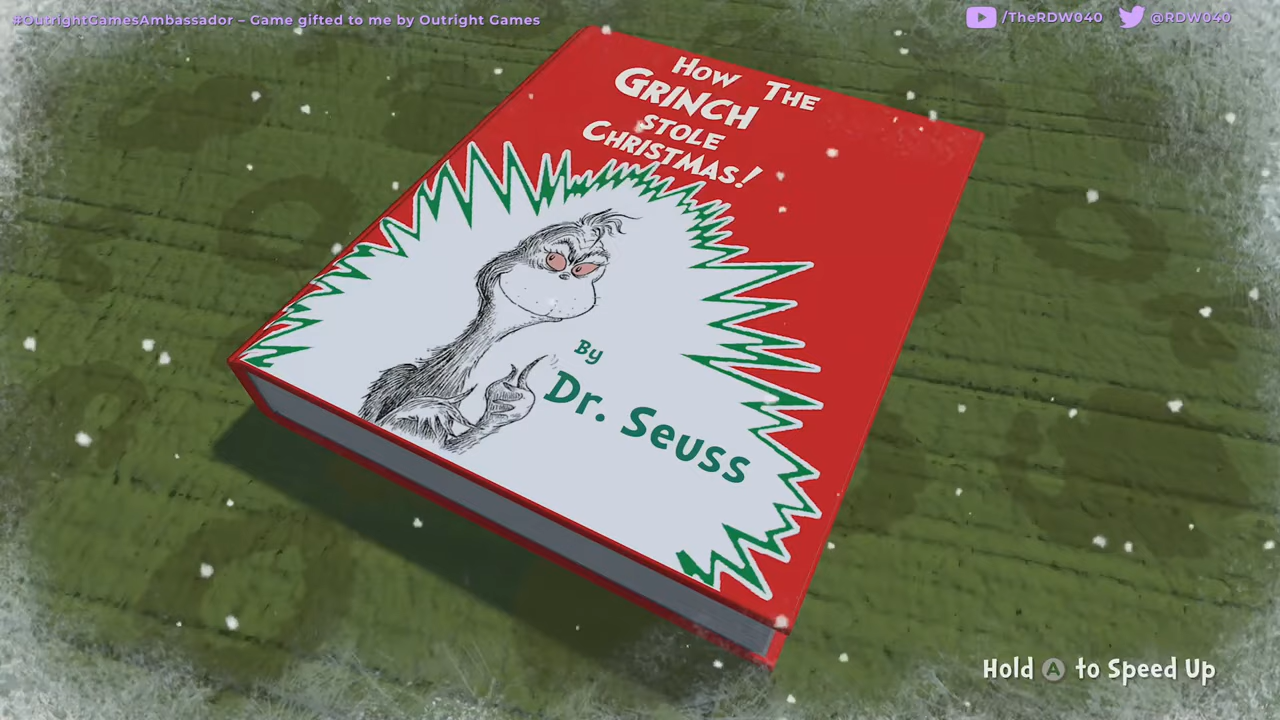 #OutrightGamesAmbassador – Game gifted to me by Outright Games
/TheRDW040 @RDW040
How The
Grinch
stole
Christmas!
By
Dr. Seuss
Hold A to Speed Up